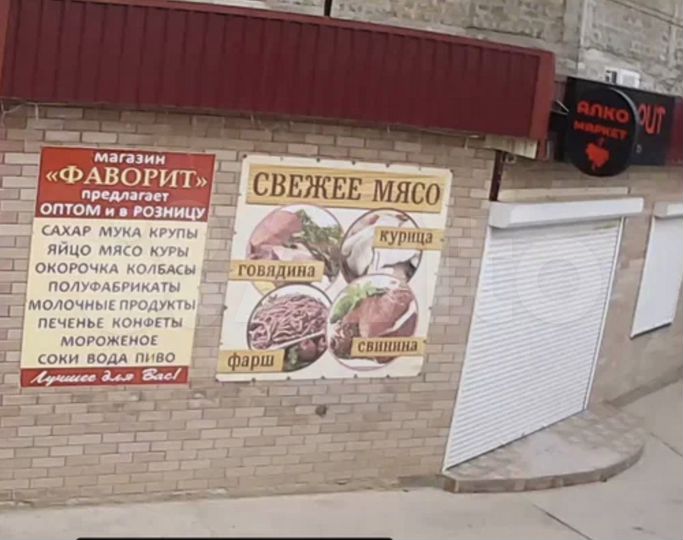 магазин
«ФАВОРИТ»
предлагает
ОПТОМ и в РОЗНИЦУ
САХАР МУКА КРУПЫ
ЯЙЦО МЯСО КУРЫ
ОКОРОЧКА КОЛБАСЫ
ПОЛУФАБРИКАТЫ
МОЛОЧНЫЕ ПРОДУКТЫ
ПЕЧЕНЬЕ КОНФЕТЫ
МОРОЖЕНОЕ
СОКИ ВОДА ПИВО
Лучшее для Вас!
СВЕЖЕЕ МЯСО
курица
говядина
свинина
фарш
АЛКО
МАРКЕТ